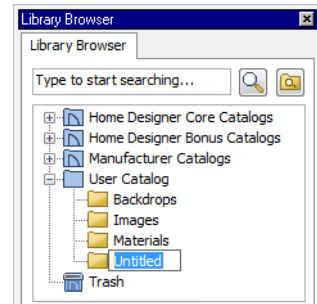 Library Browser
Library Browser
Type to start searching...
Home Designer Core Catalogs
Home Designer Bonus Catalogs
Manufacturer Catalogs
User Catalog
Backdrops
Images
Materials
Untitled
Trash